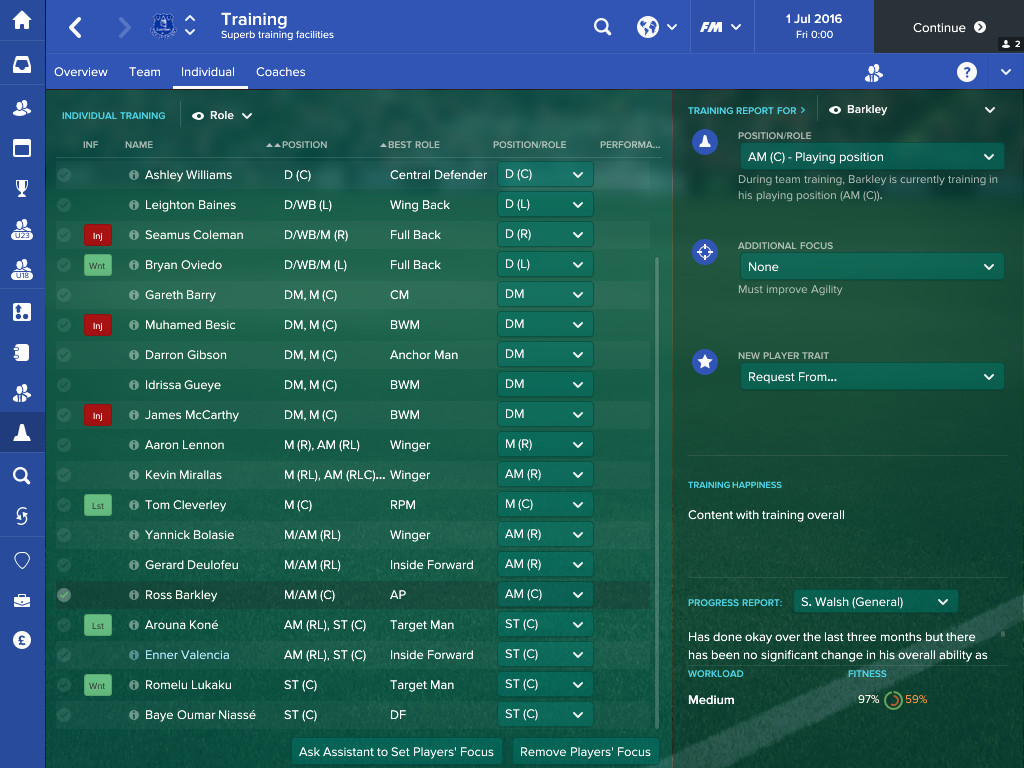 Training
Superb training facilities
FM
1 Jul 2016
Fri 0:00
Continue
2
Overview Team Individual Coaches
?
U23
U18
£
INDIVIDUAL TRAINING Role
INF NAME POSITION BEST ROLE POSITION/ROLE PERFORMA...
Ashley Williams D (C) Central Defender D (C)
Leighton Baines D/WB (L) Wing Back D (L)
Inj Seamus Coleman D/WB/M (R) Full Back D (R)
Wnt Bryan Oviedo D/WB/M (L) Full Back D (L)
Gareth Barry DM, M (C) CM DM
Inj Muhamed Besic DM, M (C) BWM DM
Darron Gibson DM, M (C) Anchor Man DM
Idrissa Gueye DM, M (C) BWM DM
Inj James McCarthy DM, M (C) BWM DM
Aaron Lennon M (R), AM (RL) Winger M (R)
Kevin Mirallas M (RL), AM (RLC)... Winger AM (R)
Lst Tom Cleverley M (C) RPM M (C)
Yannick Bolasie M/AM (RL) Winger AM (R)
Gerard Deulofeu M/AM (RL) Inside Forward AM (R)
Ross Barkley M/AM (C) AP AM (C)
Lst Arouna Koné AM (RL), ST (C) Target Man ST (C)
Enner Valencia AM (RL), ST (C) Inside Forward ST (C)
Wnt Romelu Lukaku ST (C) Target Man ST (C)
Baye Oumar Niassé ST (C) DF ST (C)
Ask Assistant to Set Players' Focus Remove Players' Focus
TRAINING REPORT FOR > Barkley
POSITION/ROLE
AM (C) - Playing position
During team training, Barkley is currently training in
his playing position (AM (C)).
ADDITIONAL FOCUS
None
Must improve Agility
NEW PLAYER TRAIT
Request From...
TRAINING HAPPINESS
Content with training overall
PROGRESS REPORT: S. Walsh (General)
Has done okay over the last three months but there
has been no significant change in his overall ability as
WORKLOAD FITNESS
Medium 97% 59%